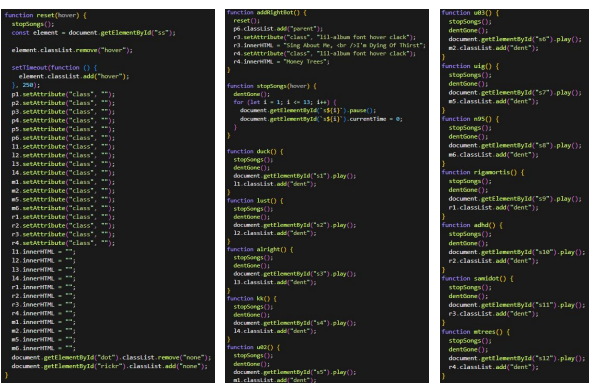 function reset(hover) {
stopSongs();
const element = document.getElementById("ss");
element.classList.remove("hover");
setTimeout(function () {
element.classList.add("hover");
}, 250);
p1.setAttribute("class", "");
p2.setAttribute("class", "");
p3.setAttribute("class", "");
p4.setAttribute("class", "");
p5.setAttribute("class", "");
p6.setAttribute("class", "");
l1.setAttribute("class", "");
l2.setAttribute("class", "");
l3.setAttribute("class", "");
l4.setAttribute("class", "");
m1.setAttribute("class", "");
m2.setAttribute("class", "");
m5.setAttribute("class", "");
m6.setAttribute("class", "");
r1.setAttribute("class", "");
r2.setAttribute("class", "");
r3.setAttribute("class", "");
r4.setAttribute("class", "");
l1.innerHTML = "";
l2.innerHTML = "";
l3.innerHTML = "";
l4.innerHTML = "";
r1.innerHTML = "";
r2.innerHTML = "";
r3.innerHTML = "";
r4.innerHTML = "";
m1.innerHTML = "";
m2.innerHTML = "";
m5.innerHTML = "";
m6.innerHTML = "";
document.getElementById("dot").classList.remove("none");
document.getElementById("rickr").classList.add("none");
}
function addRightBot() {
reset();
p6.classList.add("parent");
r3.setAttribute("class", "lil-album font hover clack");
r3.innerHTML = "Sing About Me, <br />I'm Dying Of Thirst";
r4.setAttribute("class", "lil-album font hover clack");
r4.innerHTML = "Money Trees";
}
function stopSongs(hover) {
dentGone();
for (let i = 1; i <= 13; i++) {
document.getElementById(`s${i}`).pause();
document.getElementById(`s${i}`).currentTime = 0;
}
}
function duck() {
stopSongs();
dentGone();
document.getElementById("s1").play();
l1.classList.add("dent");
}
function lust() {
stopSongs();
dentGone();
document.getElementById("s2").play();
l2.classList.add("dent");
}
function alright() {
stopSongs();
dentGone();
document.getElementById("s3").play();
l3.classList.add("dent");
}
function kk() {
stopSongs();
dentGone();
document.getElementById("s4").play();
l4.classList.add("dent");
}
function u02() {
stopSongs();
dentGone();
document.getElementById("s5").play();
m1.classList.add("dent");
function u03() {
stopSongs();
dentGone();
document.getElementById("s6").play();
m2.classList.add("dent");
}
function uig() {
stopSongs();
dentGone();
document.getElementById("s7").play();
m5.classList.add("dent");
}
function n95() {
stopSongs();
dentGone();
document.getElementById("s8").play();
m6.classList.add("dent");
}
function rigamortis() {
stopSongs();
dentGone();
document.getElementById("s9").play();
r1.classList.add("dent");
}
function adhd() {
stopSongs();
dentGone();
document.getElementById("s10").play();
r2.classList.add("dent");
}
function samidot() {
stopSongs();
dentGone();
document.getElementById("s11").play();
r3.classList.add("dent");
}
function mtrees() {
stopSongs();
dentGone();
document.getElementById("s12").play();
r4.classList.add("dent");
}